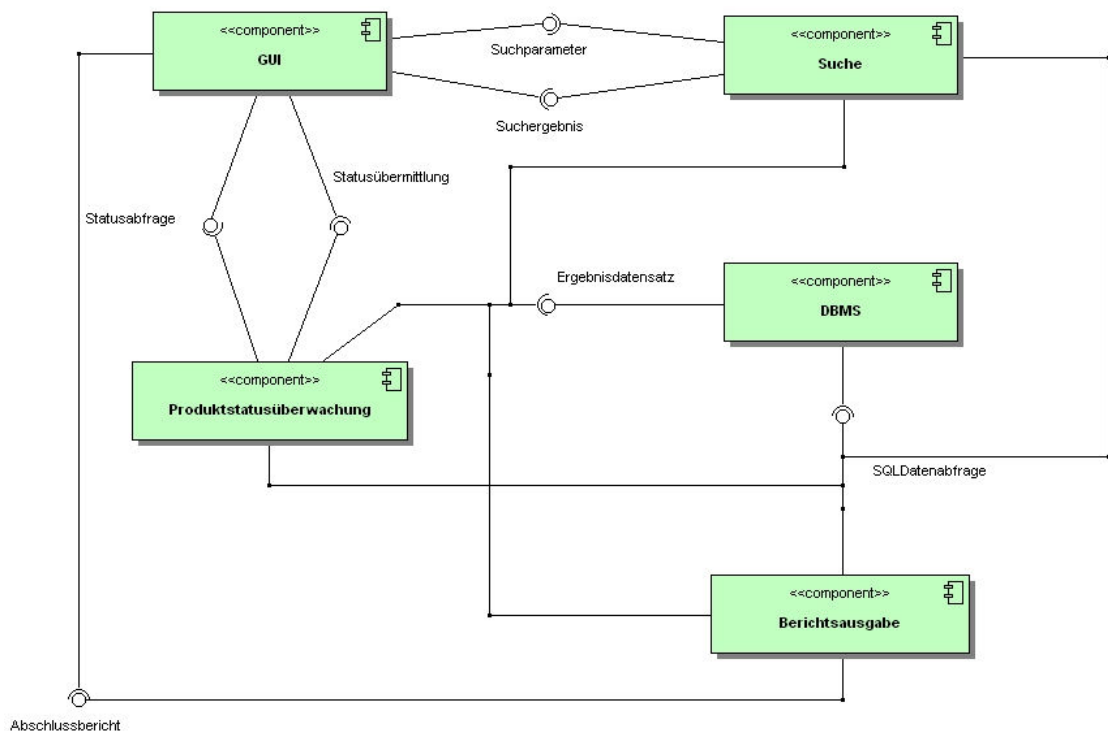 <<component>>
GUI
Suchparameter
<<component>>
Suche
Suchergebnis
Statusübermittlung
Statusabfrage
Ergebnisdatensatz
<<component>>
DBMS
<<component>>
Produktstatusüberwachung
SQLDatenabfrage
<<component>>
Berichtsausgabe
Abschlussbericht